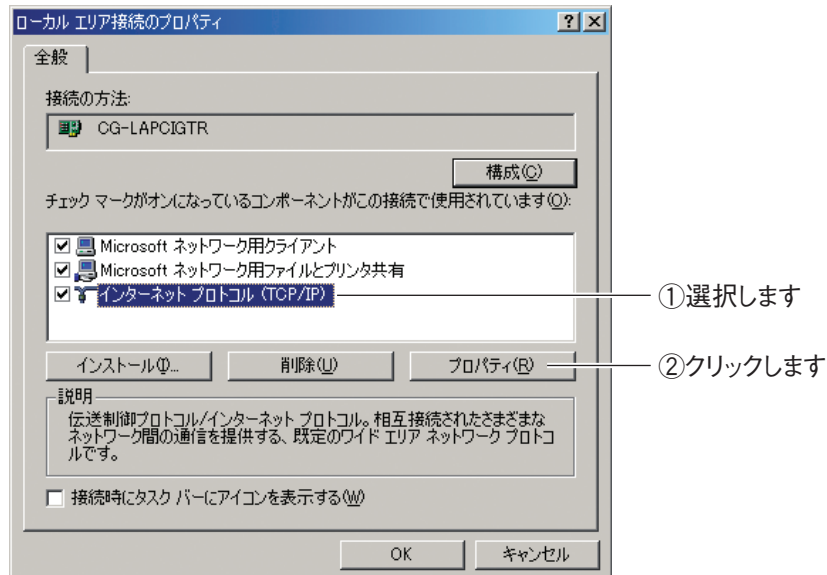 ローカル エリア接続のプロパティ
全般
接続の方法:
CG-LAPCIGTR
構成(C)
チェック マークがオンになっているコンポーネントがこの接続で使用されています(O):
Microsoft ネットワーク用クライアント
Microsoft ネットワーク用ファイルとプリンタ共有
インターネット プロトコル (TCP/IP)
①選択します
インストール(I)...
削除(U)
プロパティ(R)
②クリックします
説明
伝送制御プロトコル/インターネット プロトコル。相互接続されたさまざまな
ネットワーク間の通信を提供する、既定のワイド エリア ネットワーク プロトコ
ルです。
接続時にタスク バーにアイコンを表示する(W)
OK
キャンセル